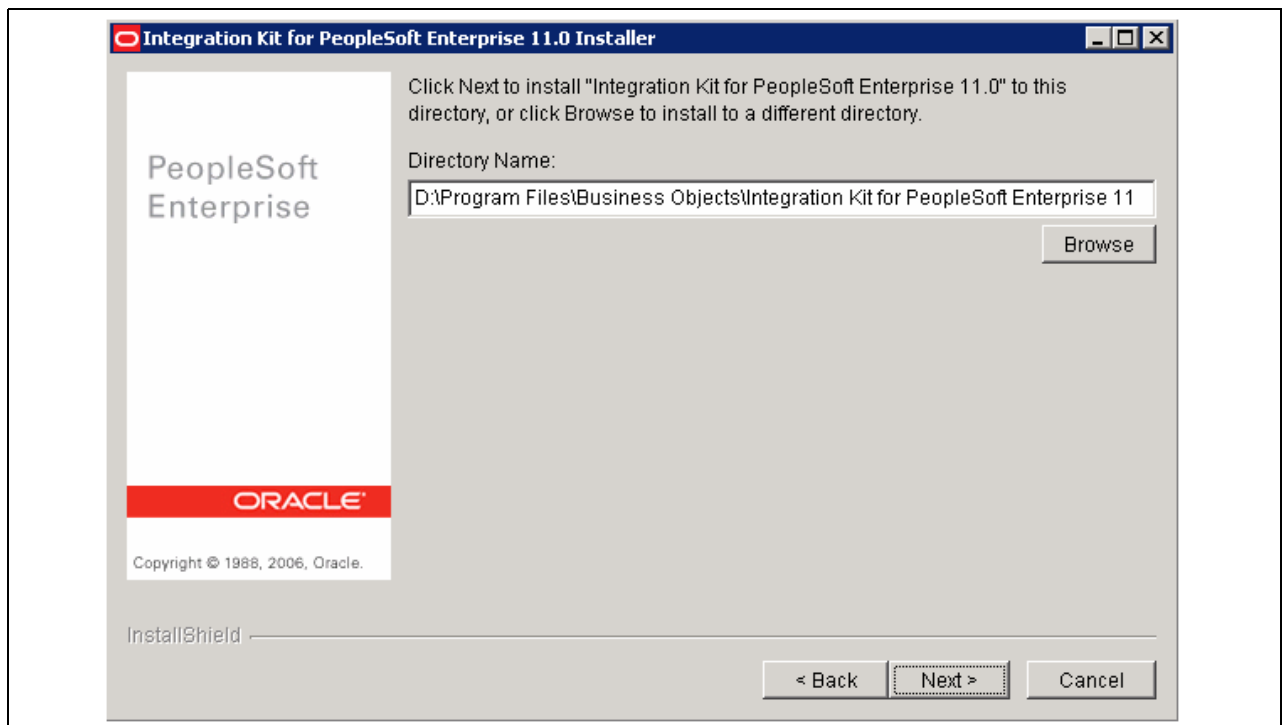 Integration Kit for PeopleSoft Enterprise 11.0 Installer
Click Next to install "Integration Kit for PeopleSoft Enterprise 11.0" to this
directory, or click Browse to install to a different directory.
PeopleSoft
Enterprise
Directory Name:
D:\Program Files\Business Objects\Integration Kit for PeopleSoft Enterprise 11
Browse
ORACLE
Copyright © 1988, 2006, Oracle.
InstallShield
< Back
Next >
Cancel